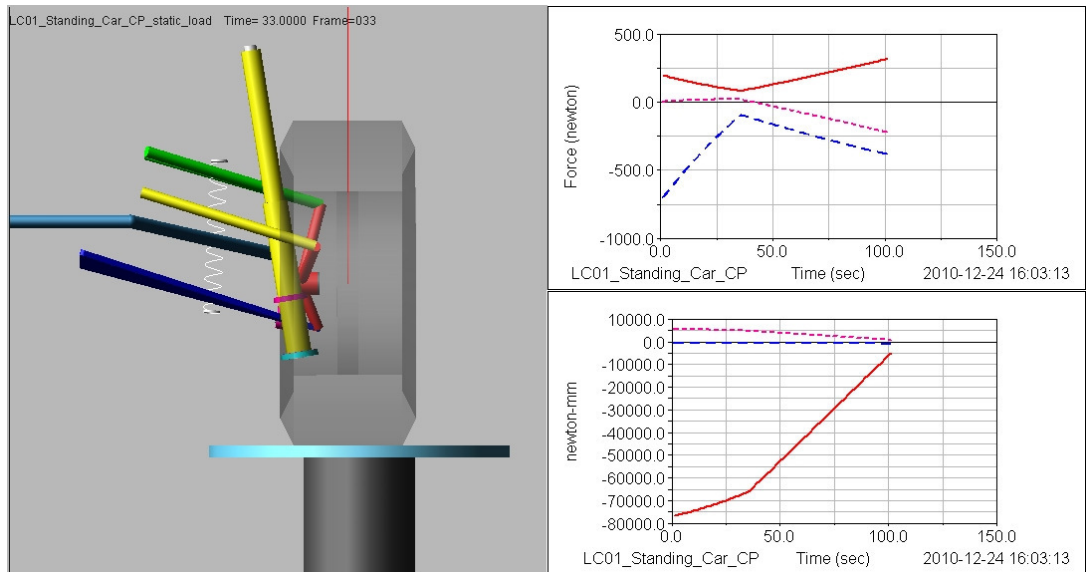 LC01_Standing_Car_CP_static_load Time= 33.0000 Frame=033
Force (newton)
500.0
0.0
-500.0
-1000.0
0.0 50.0 100.0 150.0
LC01_Standing_Car_CP Time (sec) 2010-12-24 16:03:13
newton-mm
10000.0
0.0
-10000.0
-20000.0
-30000.0
-40000.0
-50000.0
-60000.0
-70000.0
-80000.0
0.0 50.0 100.0 150.0
LC01_Standing_Car_CP Time (sec) 2010-12-24 16:03:13